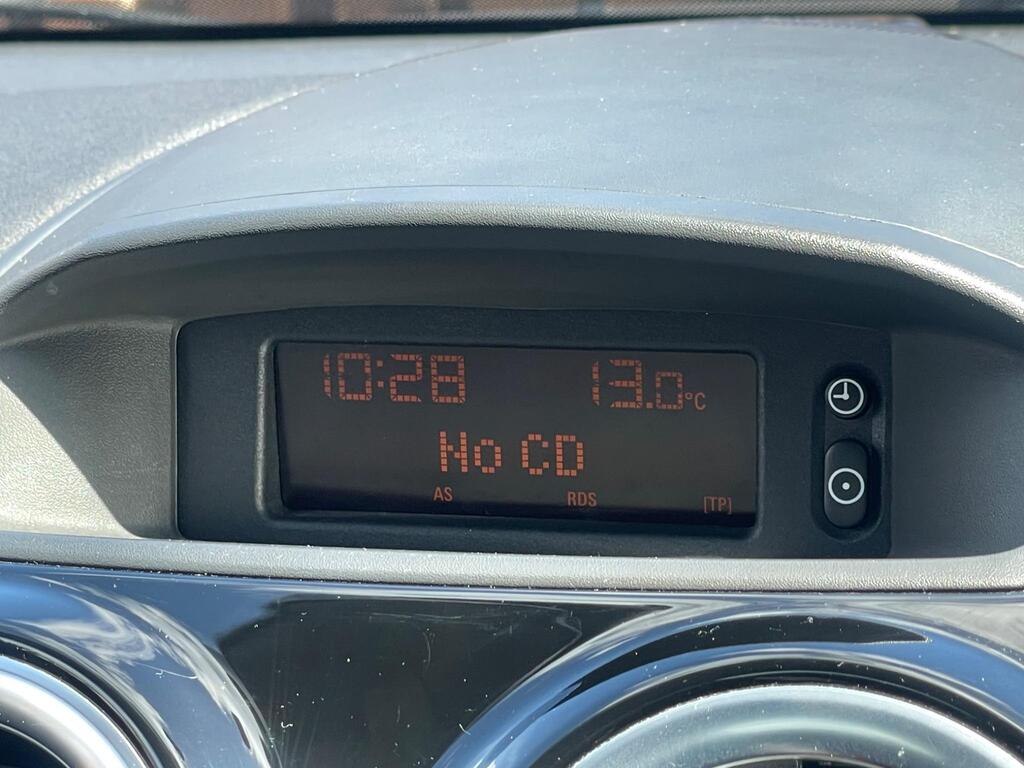 10:28 13.0°C
No CD
AS RDS [TP]